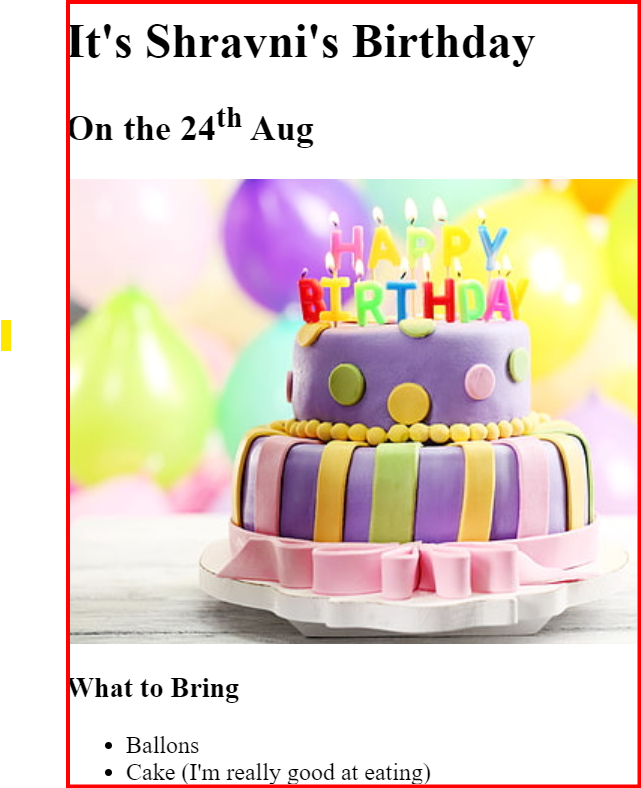 It's Shravni's Birthday
On the 24th Aug
HAPPY
BIRTHDAY
What to Bring
Ballons
Cake (I'm really good at eating)